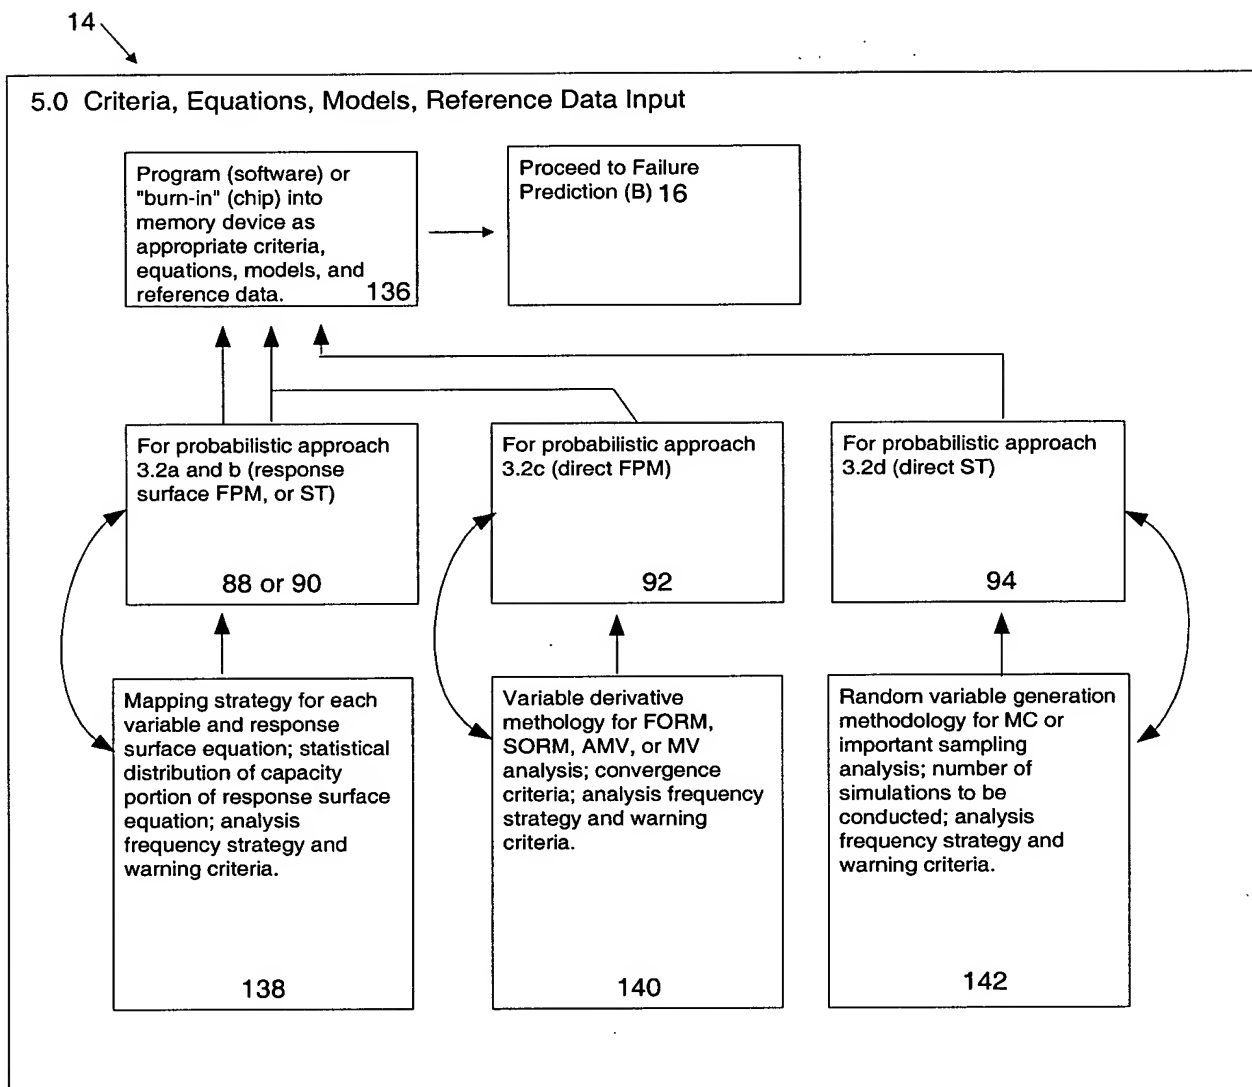 14
5.0 Criteria, Equations, Models, Reference Data Input
Program (software) or
"burn-in" (chip) into
memory device as
appropriate criteria,
equations, models, and
reference data. 136
Proceed to Failure
Prediction (B) 16
For probabilistic approach
3.2a and b (response
surface FPM, or ST)
88 or 90
For probabilistic approach
3.2c (direct FPM)
92
For probabilistic approach
3.2d (direct ST)
94
Mapping strategy for each
variable and response
surface equation; statistical
distribution of capacity
portion of response surface
equation; analysis
frequency strategy and
warning criteria.
138
Variable derivative
methology for FORM,
SORM, AMV, or MV
analysis; convergence
criteria; analysis frequency
strategy and warning
criteria.
140
Random variable generation
methodology for MC or
important sampling
analysis; number of
simulations to be
conducted; analysis
frequency strategy and
warning criteria.
142